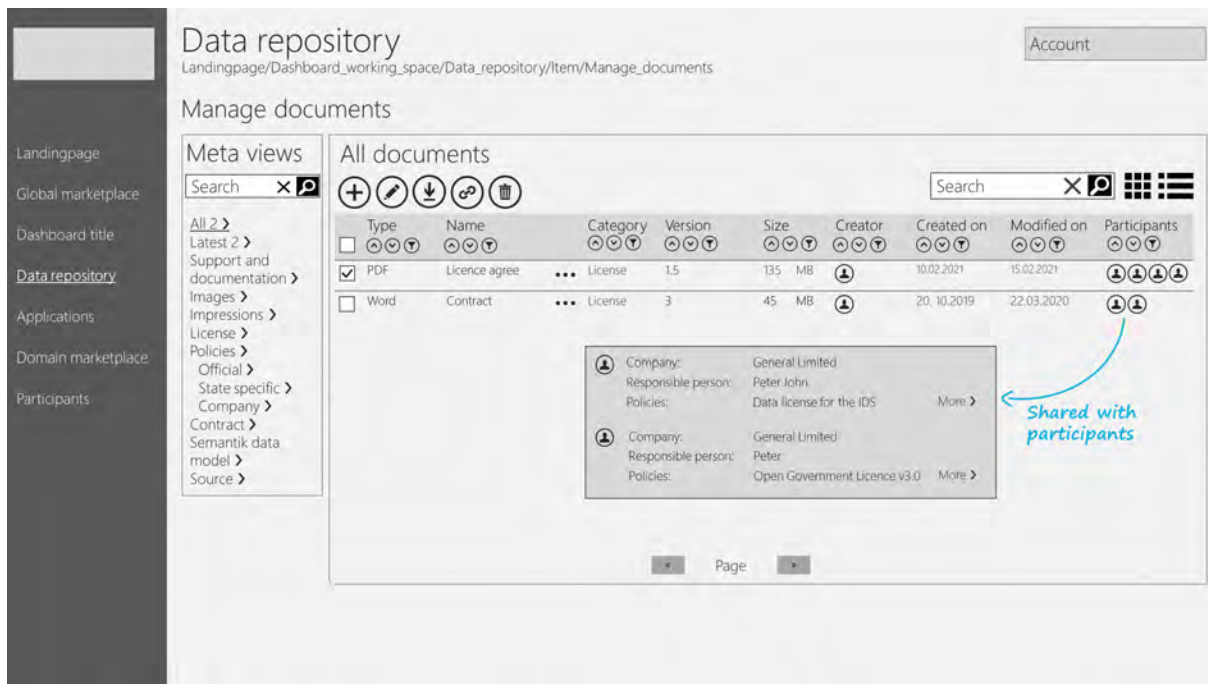 Data repository
Landingpage/Dashboard_working_space/Data_repository/Item/Manage_documents
Account
Manage documents
Landingpage
Global marketplace
Dashboard title
Data repository
Applications
Domain marketplace
Participants
Meta views
Search
All 2 >
Latest 2 >
Support and
documentation >
Images >
Impressions >
License >
Policies >
Official >
State specific >
Company >
Contract >
Semantik data
model >
Source >
All documents
Search
Type Name Category Version Size Creator Created on Modified on Participants
PDF Licence agree ... License 1.5 135 MB 10.02.2021 15.02.2021
Word Contract ... License 3 45 MB 20, 10.2019 22.03.2020
Company: General Limited
Responsible person: Peter John
Policies: Data license for the IDS More >
Company: General Limited
Responsible person: Peter
Policies: Open Government Licence v3.0 More >
Shared with
participants
< Page >